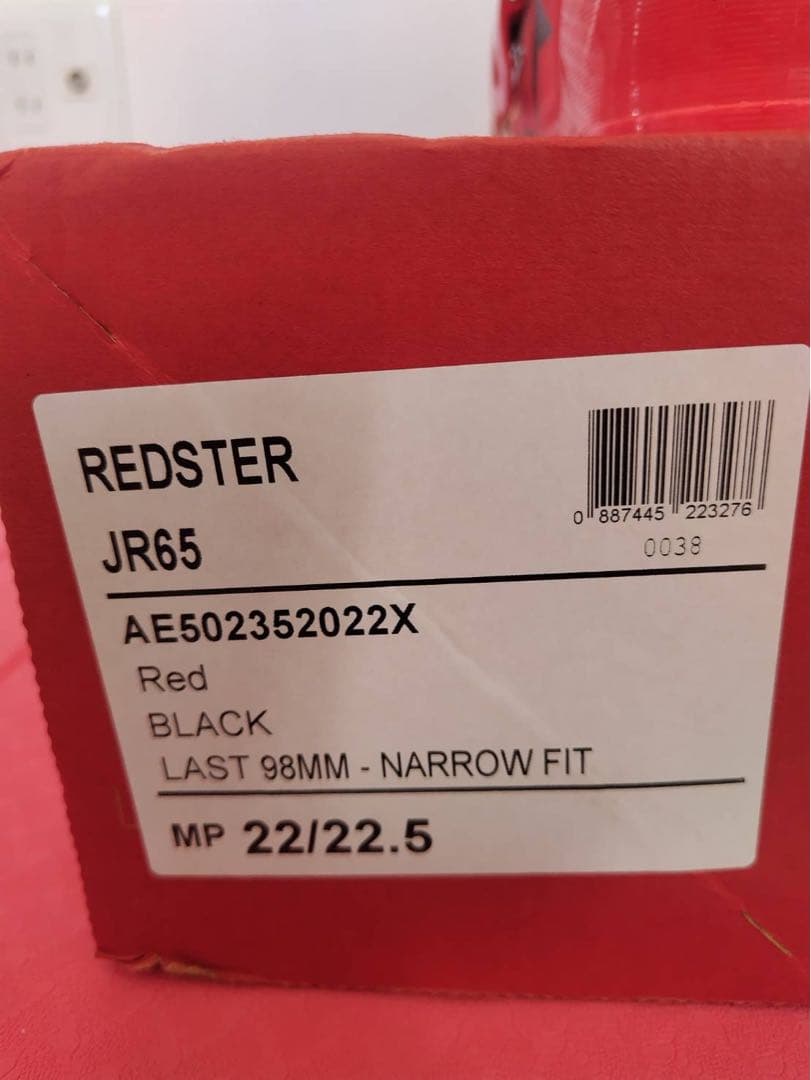 REDSTER
JR65
0 887445 223276
0038
AE502352022X
Red
BLACK
LAST 98MM - NARROW FIT
MP 22/22.5